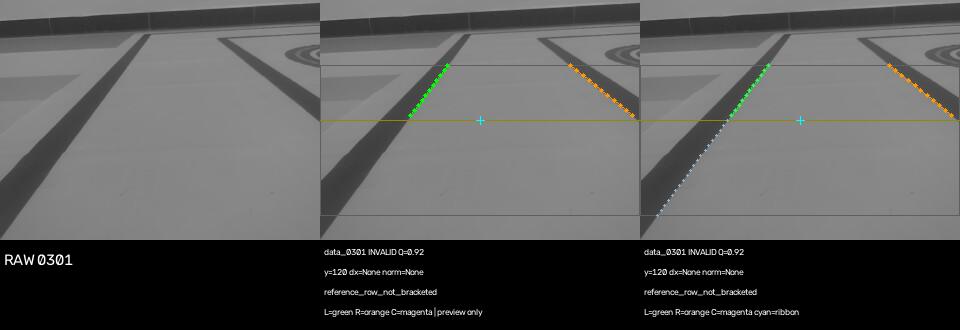 RAW 0301
data_0301 INVALID Q=0.92
y=120 dx=None norm=None
reference_row_not_bracketed
L=green R=orange C=magenta | preview only
data_0301 INVALID Q=0.92
y=120 dx=None norm=None
reference_row_not_bracketed
L=green R=orange C=magenta cyan=ribbon